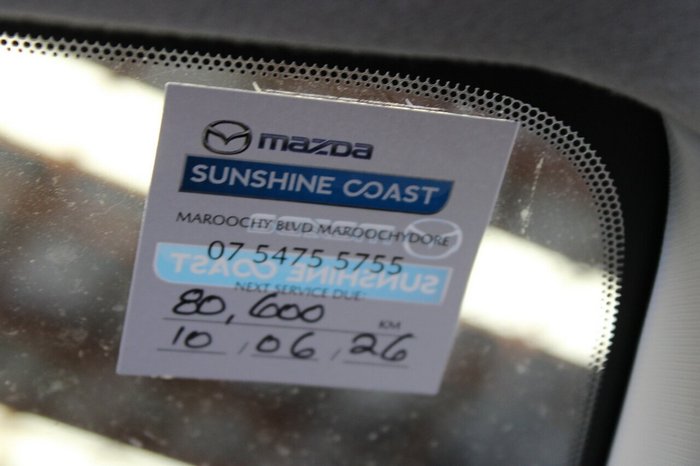 mazda
SUNSHINE COAST
MAROOCHY BLVD MAROOCHYDORE
07 5475 5755
NEXT SERVICE DUE:
80,600 KM
10 / 06 / 26